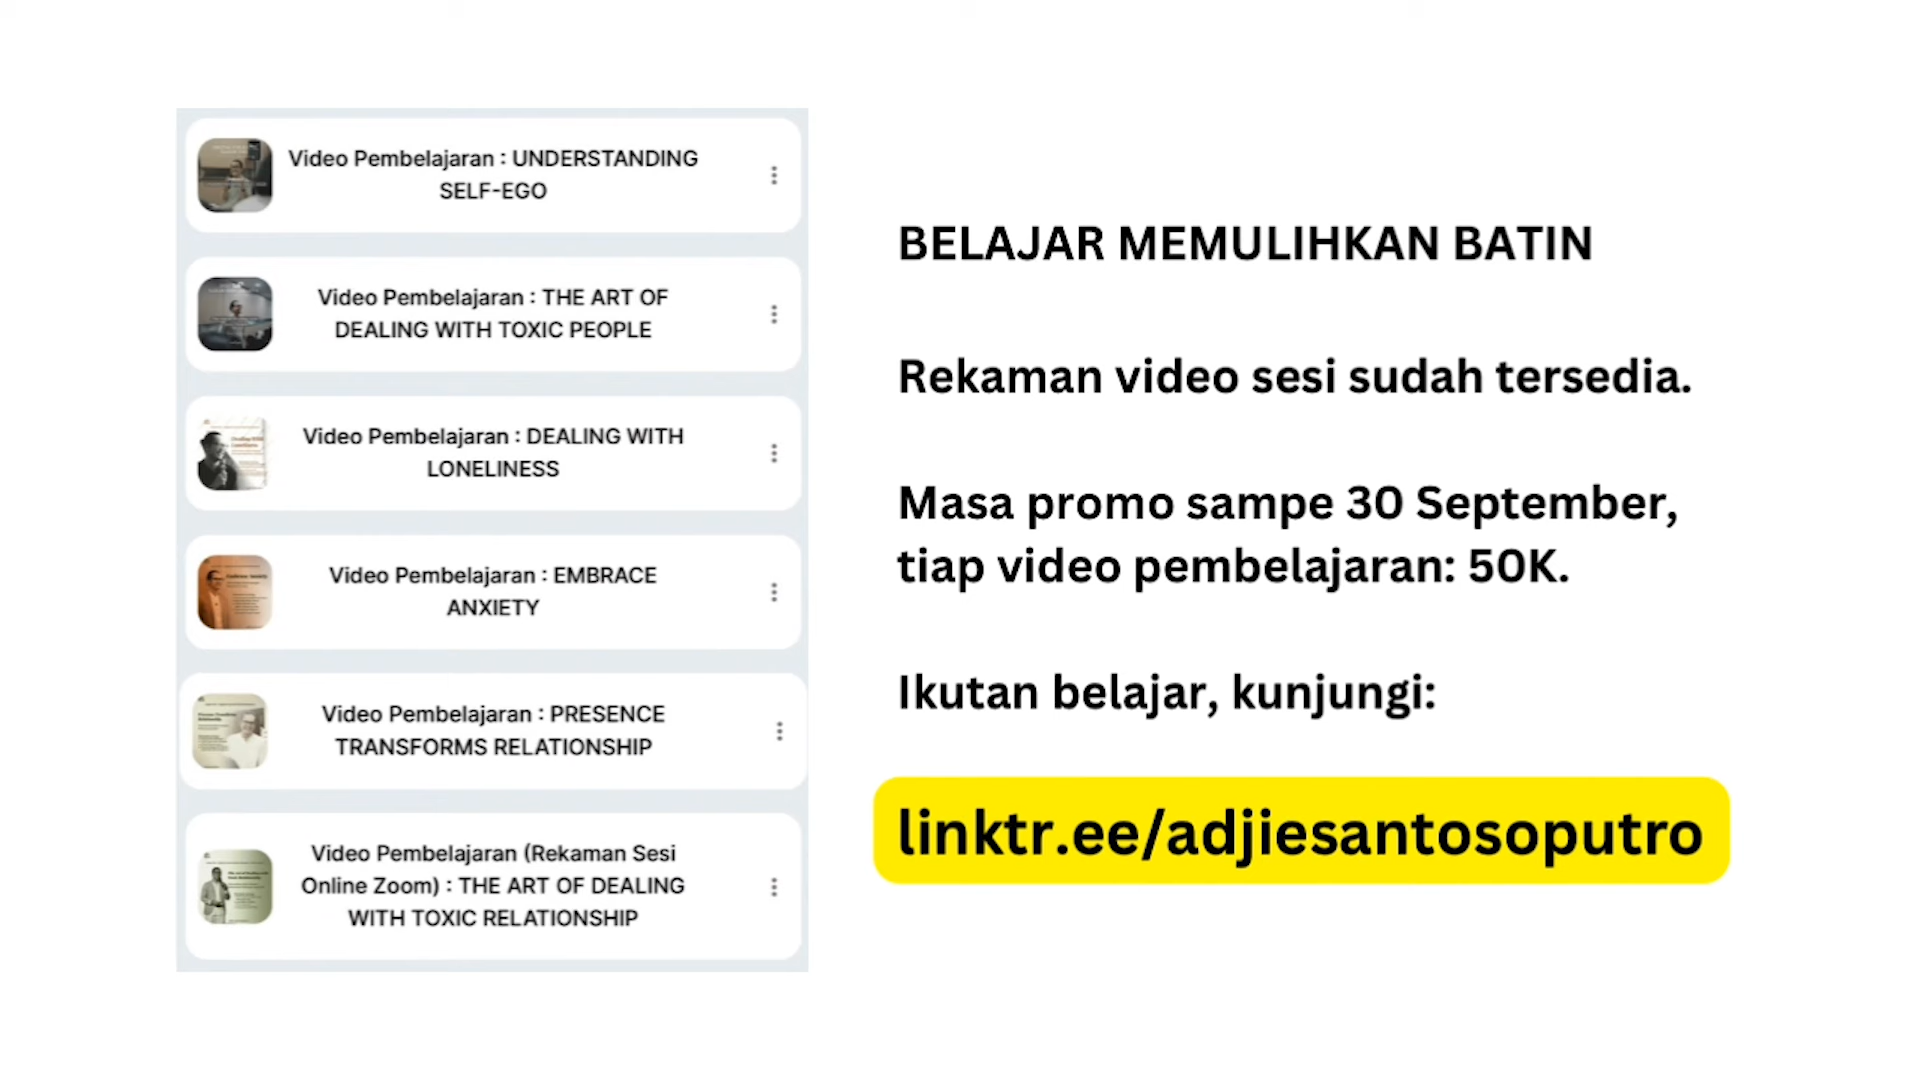 Video Pembelajaran : UNDERSTANDING
SELF-EGO
Video Pembelajaran : THE ART OF
DEALING WITH TOXIC PEOPLE
Video Pembelajaran : DEALING WITH
LONELINESS
Video Pembelajaran : EMBRACE
ANXIETY
Video Pembelajaran : PRESENCE
TRANSFORMS RELATIONSHIP
Video Pembelajaran (Rekaman Sesi
Online Zoom) : THE ART OF DEALING
WITH TOXIC RELATIONSHIP
BELAJAR MEMULIHKAN BATIN
Rekaman video sesi sudah tersedia.
Masa promo sampe 30 September,
tiap video pembelajaran: 50K.
Ikutan belajar, kunjungi:
linktr.ee/adjiesantosoputro